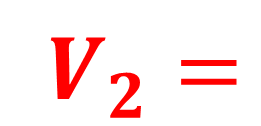 V₂ =